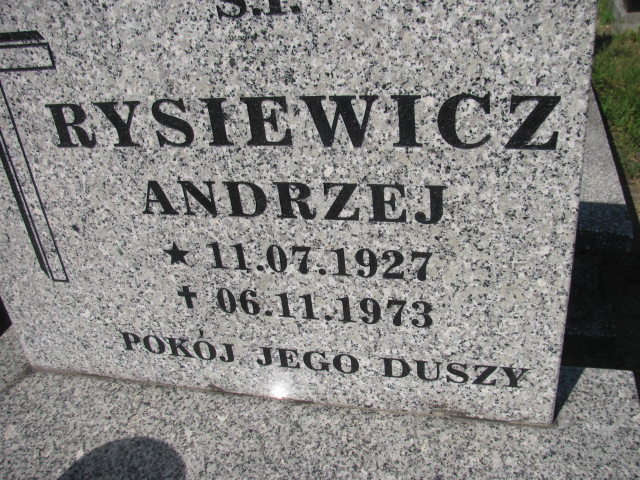 Ś.P.
RYSIEWICZ
ANDRZEJ
★ 11.07.1927
✝ 06.11.1973
POKÓJ JEGO DUSZY